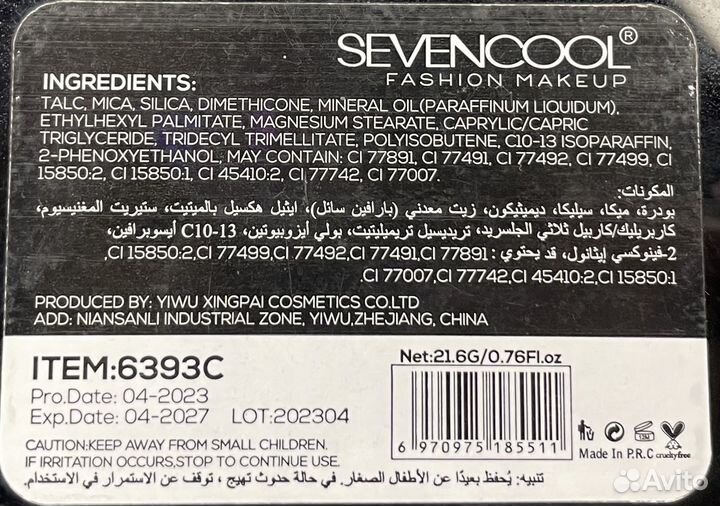 SEVENCOOL®
FASHION MAKEUP
INGREDIENTS:
TALC, MICA, SILICA, DIMETHICONE, MINERAL OIL(PARAFFINUM LIQUIDUM),
ETHYLHEXYL PALMITATE, MAGNESIUM STEARATE, CAPRYLIC/CAPRIC
TRIGLYCERIDE, TRIDECYL TRIMELLITATE, POLYISOBUTENE, C10-13 ISOPARAFFIN,
2-PHENOXYETHANOL, MAY CONTAIN: CI 77891, CI 77491, CI 77492, CI 77499, CI
15850:2, CI 15850:1, CI 45410:2, CI 77742, CI 77007.
المكونات:
بودرة، ميكا، سيليكا، ديميثيكون، زيت معدني (بارافين سائل)، ايثيل هكسيل بالميتيت، ستيريت المغنيسيوم،
كابريليك/كاربيل ثلاثي الجلسريد، تريديسيل تريميليتيت، بولي أيزوبيوتين، C10-13 أيسوبرافين،
2-فينوكسي إيثانول، قد يحتوي : CI 15850:2, CI 77499, CI 77492, CI 77491, CI 77891,
CI 77007, CI 77742, CI 45410:2, CI 15850:1.
PRODUCED BY: YIWU XINGPAI COSMETICS CO.LTD
ADD: NIANSANLI INDUSTRIAL ZONE, YIWU,ZHEJIANG, CHINA
ITEM:6393C
Pro.Date: 04-2023
Exp.Date: 04-2027 LOT:202304
CAUTION:KEEP AWAY FROM SMALL CHILDREN.
IF IRRITATION OCCURS,STOP TO CONTINUE USE.
Net:21.6G/0.76Fl.oz
6 970975 185511
12M
Made In P.R.C
cruelty free
تنبيه: يُحفظ بعيدًا عن الأطفال الصغار. في حالة حدوث تهيج ، توقف عن الاستمرار في الاستخدام.
Avito